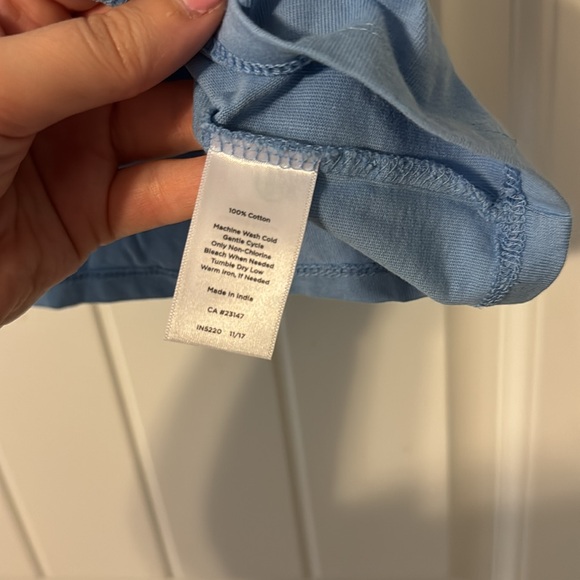 100% Cotton
Machine Wash Cold
Gentle Cycle
Only Non-Chlorine
Bleach When Needed
Tumble Dry Low
Warm Iron, If Needed
Made in India
CA #23147
IN5220 11/17